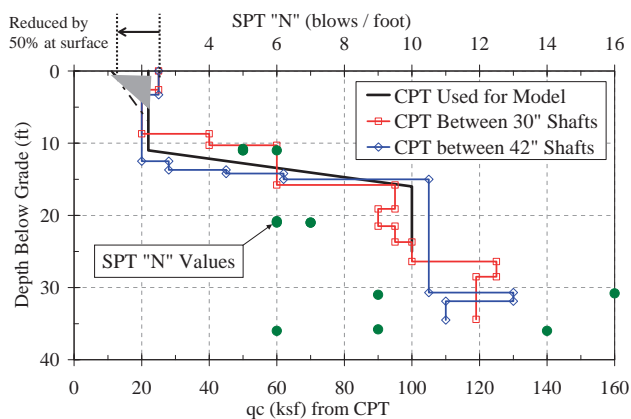 Reduced by
50% at surface
SPT "N" (blows / foot)
4 6 8 10 12 14 16
0
10
20
30
40
Depth Below Grade (ft)
CPT Used for Model
CPT Between 30" Shafts
CPT between 42" Shafts
SPT "N" Values
0 20 40 60 80 100 120 140 160
qc (ksf) from CPT